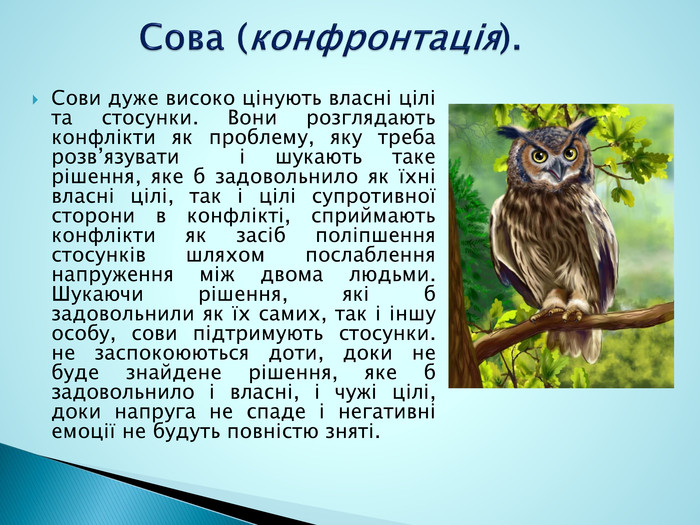 Сова (конфронтація).
Сови дуже високо цінують власні цілі
та стосунки. Вони розглядають
конфлікти як проблему, яку треба
розв’язувати і шукають таке
рішення, яке б задовольнило як їхні
власні цілі, так і цілі супротивної
сторони в конфлікті, сприймають
конфлікти як засіб поліпшення
стосунків шляхом послаблення
напруження між двома людьми.
Шукаючи рішення, які б
задовольнили як їх самих, так і іншу
особу, сови підтримують стосунки.
не заспокоюються доти, доки не
буде знайдене рішення, яке б
задовольнило і власні, і чужі цілі,
доки напруга не спаде і негативні
емоції не будуть повністю зняті.